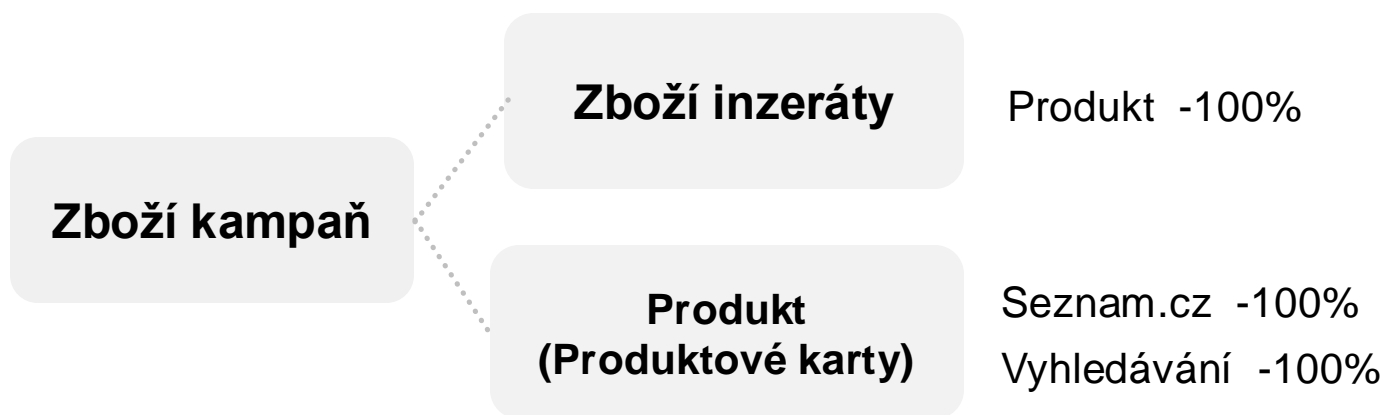 Zboží inzeráty
Produkt -100%
Zboží kampaň
Produkt
(Produktové karty)
Seznam.cz -100%
Vyhledávání -100%